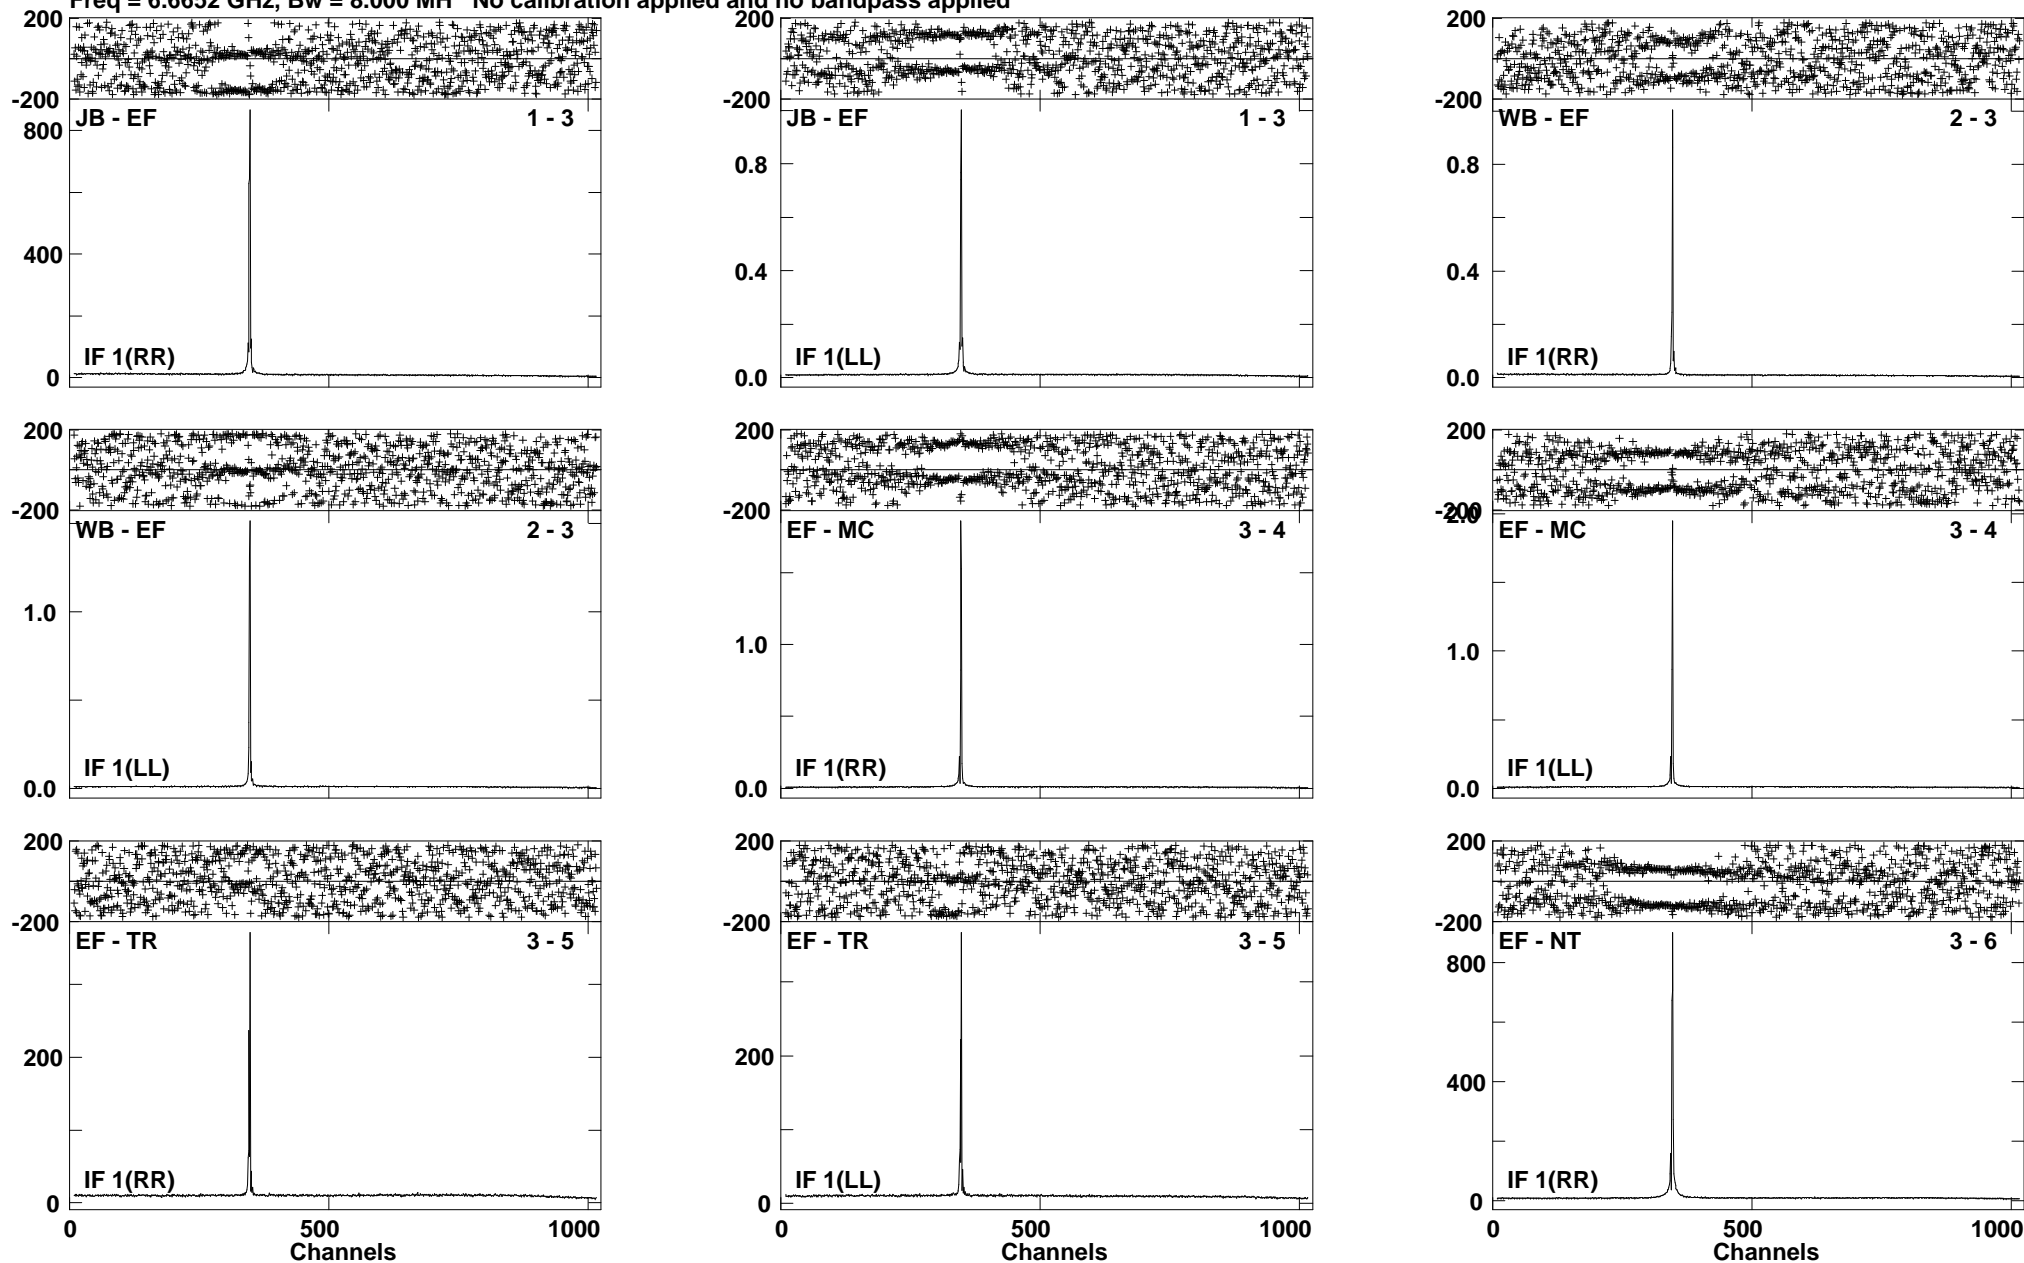 Freq = 6.6652 GHz, Bw = 8.000 MH No calibration applied and no bandpass applied
200
-200
800
400
0
JB - EF
1 - 3
IF 1(RR)
200
-200
0.8
0.4
0.0
JB - EF
1 - 3
IF 1(LL)
200
-200
0.8
0.4
0.0
WB - EF
2 - 3
IF 1(RR)
200
-200
1.0
0.0
WB - EF
2 - 3
IF 1(LL)
200
-200
1.0
0.0
EF - MC
3 - 4
IF 1(RR)
200
-200
2.0
1.0
0.0
EF - MC
3 - 4
IF 1(LL)
200
-200
200
0
EF - TR
3 - 5
IF 1(RR)
0
500
1000
Channels
200
-200
200
0
EF - TR
3 - 5
IF 1(LL)
0
500
1000
Channels
200
-200
800
400
0
EF - NT
3 - 6
IF 1(RR)
0
500
1000
Channels